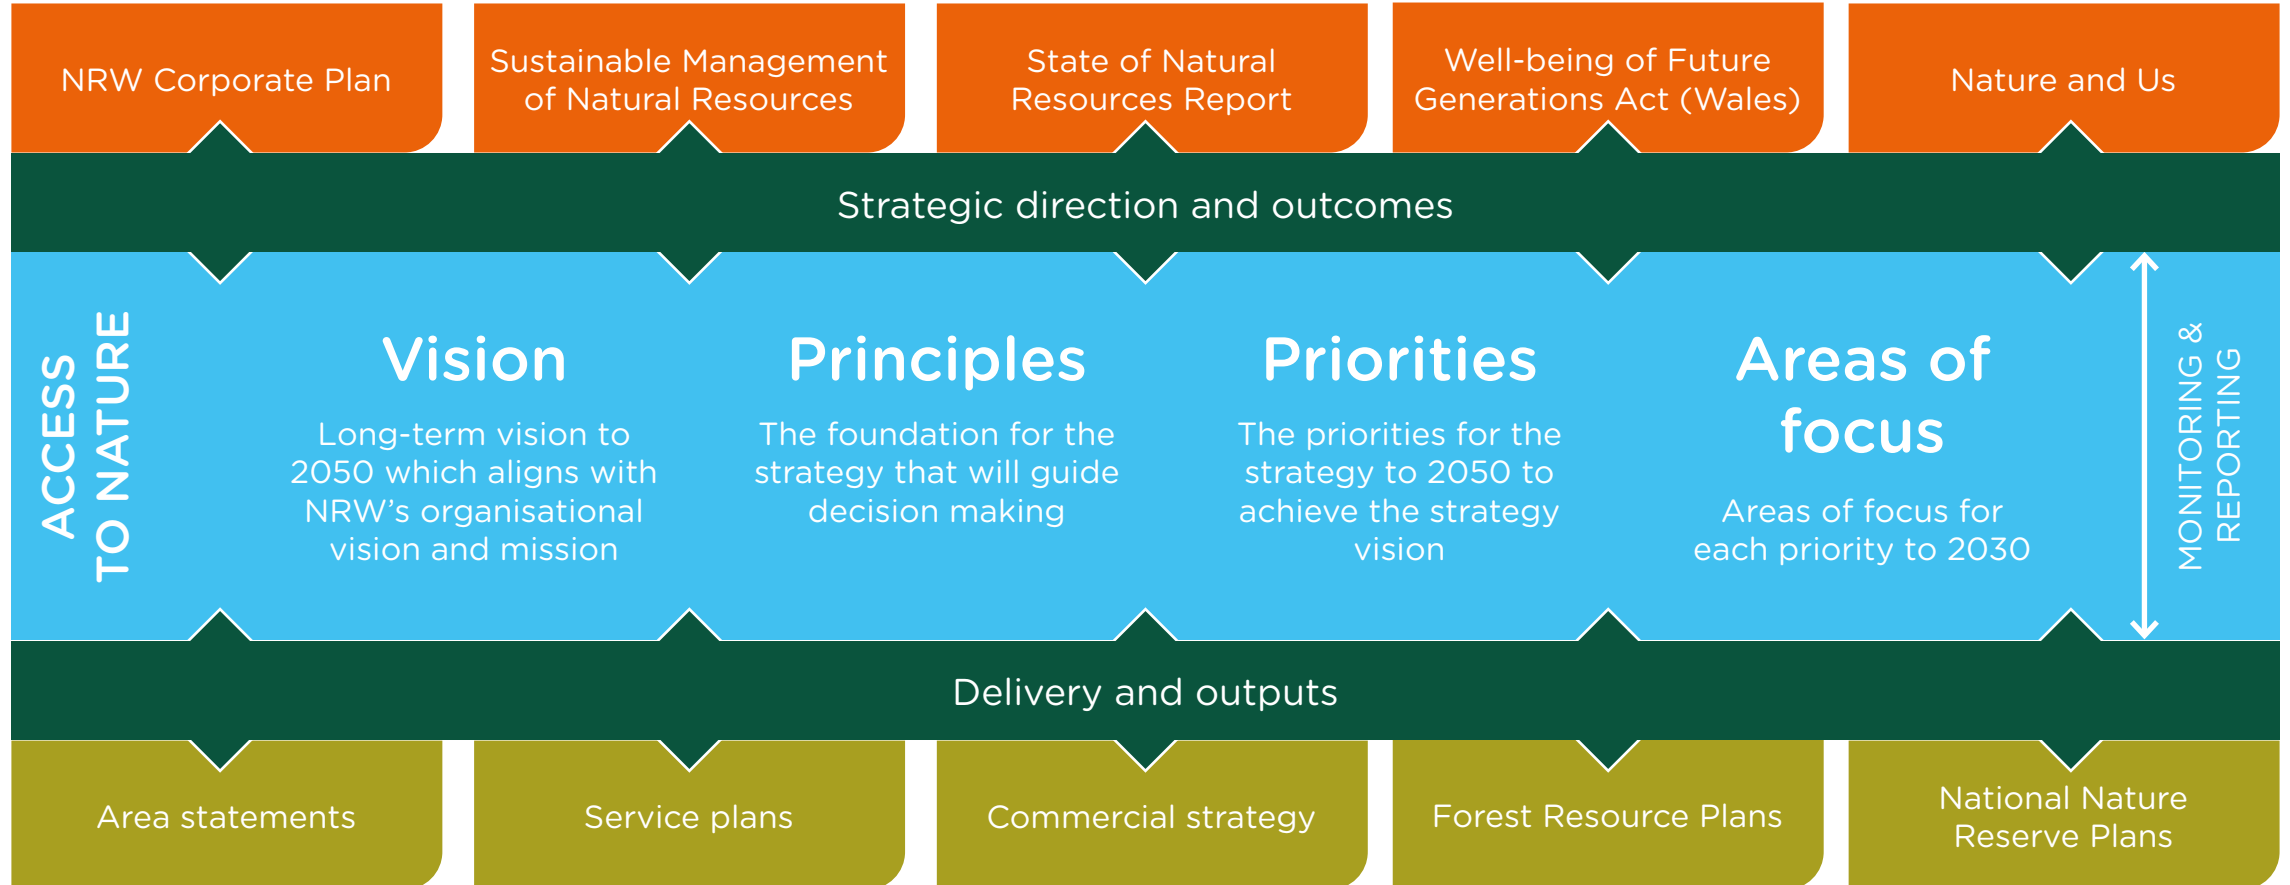 NRW Corporate Plan
Sustainable Management
of Natural Resources
State of Natural
Resources Report
Well-being of Future
Generations Act (Wales)
Nature and Us
Strategic direction and outcomes
ACCESS
TO NATURE
Vision
Long-term vision to
2050 which aligns with
NRW's organisational
vision and mission
Principles
The foundation for the
strategy that will guide
decision making
Priorities
The priorities for the
strategy to 2050 to
achieve the strategy
vision
Areas of
focus
Areas of focus for
each priority to 2030
MONITORING &
REPORTING
Delivery and outputs
Area statements
Service plans
Commercial strategy
Forest Resource Plans
National Nature
Reserve Plans